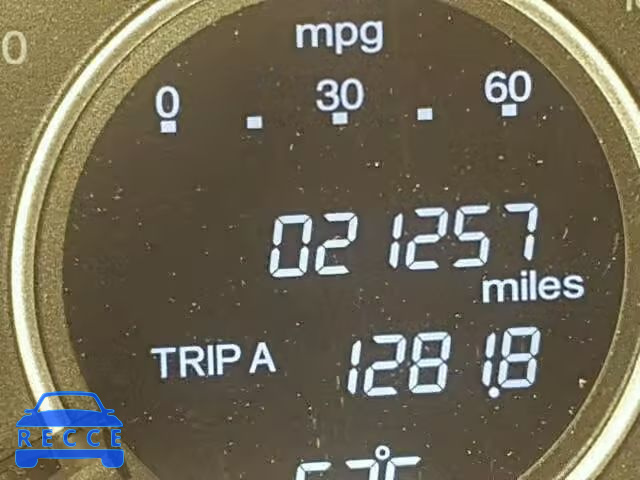 mpg
0 30 60
021257
miles
TRIP A 1281.8
RECCE